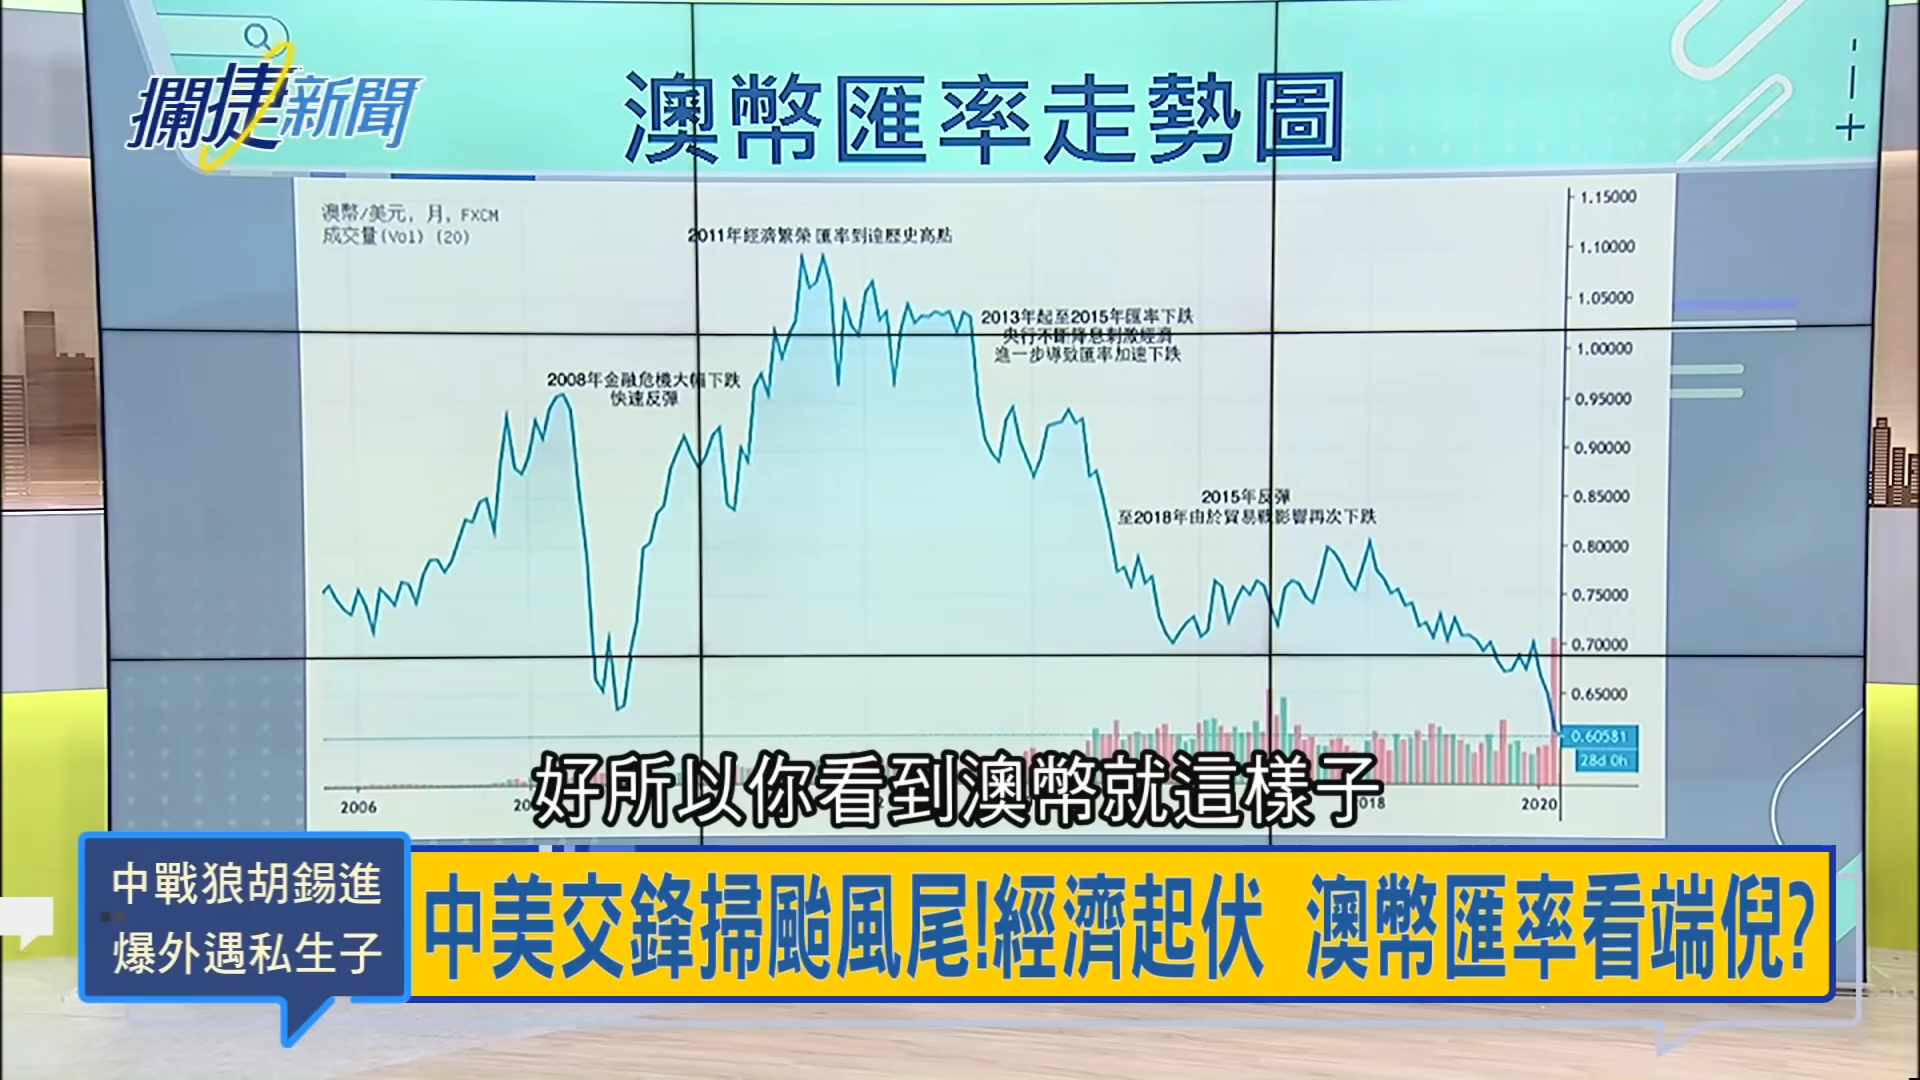 攔捷新聞
澳幣匯率走勢圖
澳幣/美元, 月, FXCM
成交量(Vol) (20)
2011年經濟繁榮 匯率到達歷史高點
2013年起至2015年匯率下跌
央行不斷降息刺激經濟
進一步導致匯率加速下跌
2008年金融危機大幅下跌
快速反彈
2015年反彈
至2018年由於貿易戰影響再次下跌
1.15000
1.10000
1.05000
1.00000
0.95000
0.90000
0.85000
0.80000
0.75000
0.70000
0.65000
0.60581
28d 0h
2006
2020
好所以你看到澳幣就這樣子
中戰狼胡錫進
爆外遇私生子
中美交鋒掃颱風尾!經濟起伏 澳幣匯率看端倪?